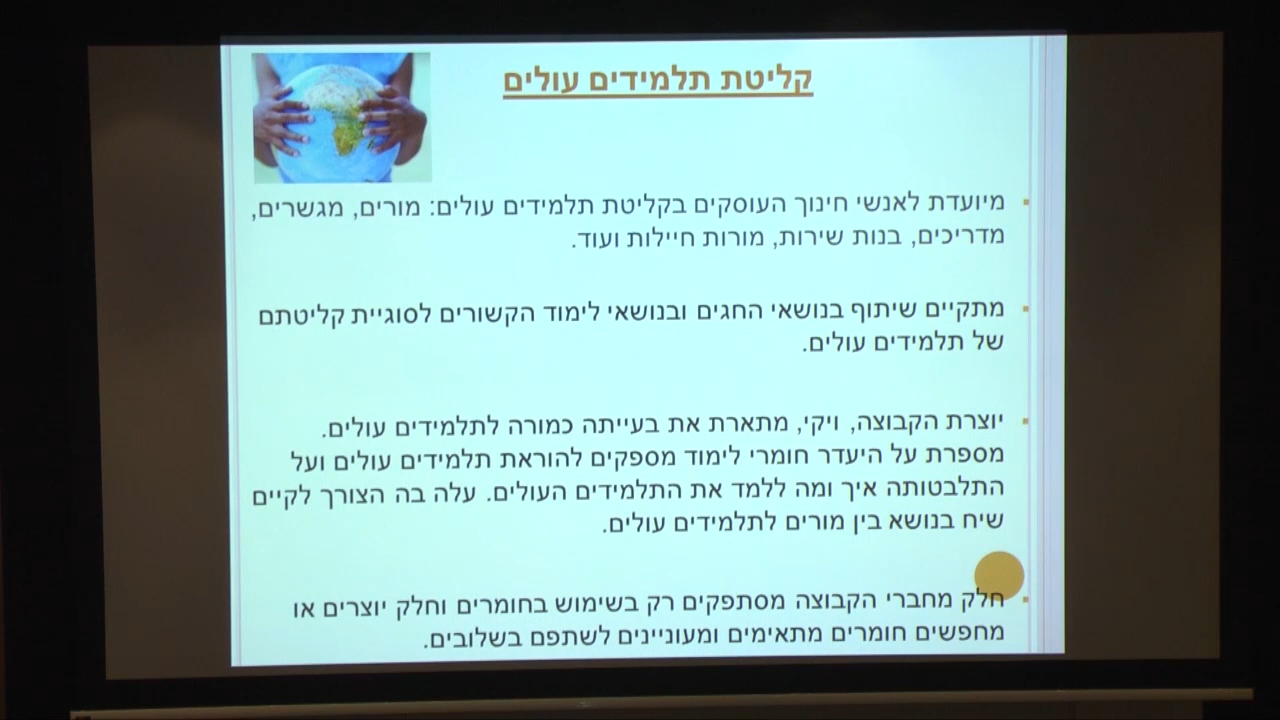 קליטת תלמידים עולים
מיועדת לאנשי חינוך העוסקים בקליטת תלמידים עולים: מורים, מגשרים,
מדריכים, בנות שירות, מורות חיילות ועוד.
מתקיים שיתוף בנושאי החגים ובנושאי לימוד הקשורים לסוגיית קליטתם
של תלמידים עולים.
יוצרת הקבוצה, ויקי, מתארת את בעייתה כמורה לתלמידים עולים.
מספרת על היעדר חומרי לימוד מספקים להוראת תלמידים עולים ועל
התלבטותה איך ומה ללמד את התלמידים העולים. עלה בה הצורך לקיים
שיח בנושא בין מורים לתלמידים עולים.
חלק מחברי הקבוצה מסתפקים רק בשימוש בחומרים וחלק יוצרים או
מחפשים חומרים מתאימים ומעוניינים לשתפם בשלובים.